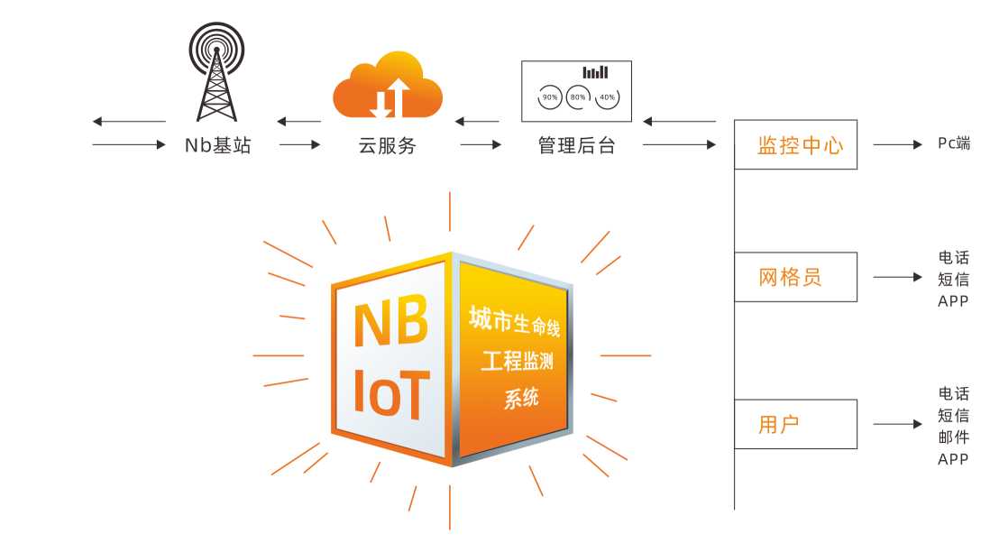 90%
80%
40%
Nb基站
云服务
管理后台
监控中心
Pc端
网格员
电话
短信
APP
NB
IoT
城市生命线
工程监测
系统
用户
电话
短信
邮件
APP